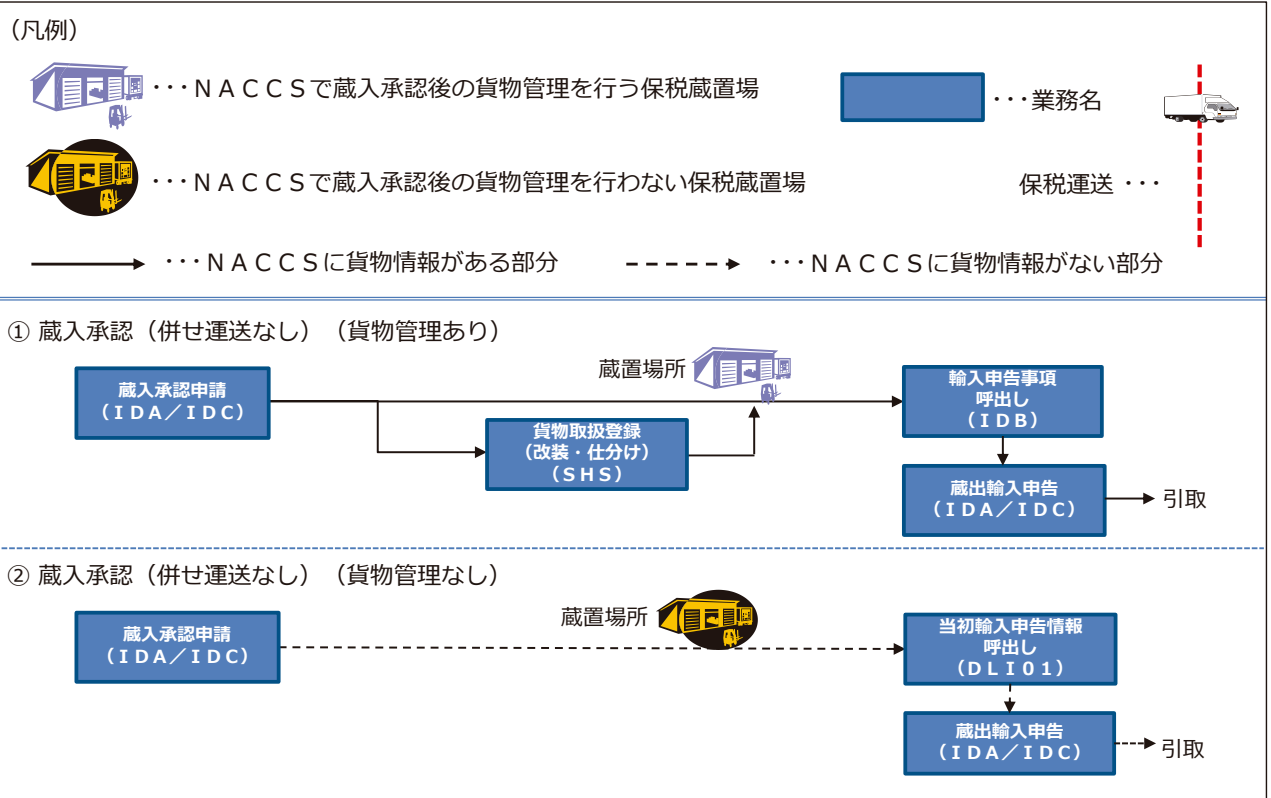 （凡例）
・・・ＮＡＣＣＳで蔵入承認後の貨物管理を行う保税蔵置場
・・・業務名
・・・ＮＡＣＣＳで蔵入承認後の貨物管理を行わない保税蔵置場
保税運送 ・・・
・・・ＮＡＣＣＳに貨物情報がある部分
・・・ＮＡＣＣＳに貨物情報がない部分
① 蔵入承認（併せ運送なし）（貨物管理あり）
蔵入承認申請
（ＩＤＡ／ＩＤＣ）
貨物取扱登録
（改装・仕分け）
（ＳＨＳ）
蔵置場所
輸入申告事項
呼出し
（ＩＤＢ）
蔵出輸入申告
（ＩＤＡ／ＩＤＣ）
引取
② 蔵入承認（併せ運送なし）（貨物管理なし）
蔵入承認申請
（ＩＤＡ／ＩＤＣ）
蔵置場所
当初輸入申告情報
呼出し
（ＤＬＩ０１）
蔵出輸入申告
（ＩＤＡ／ＩＤＣ）
引取